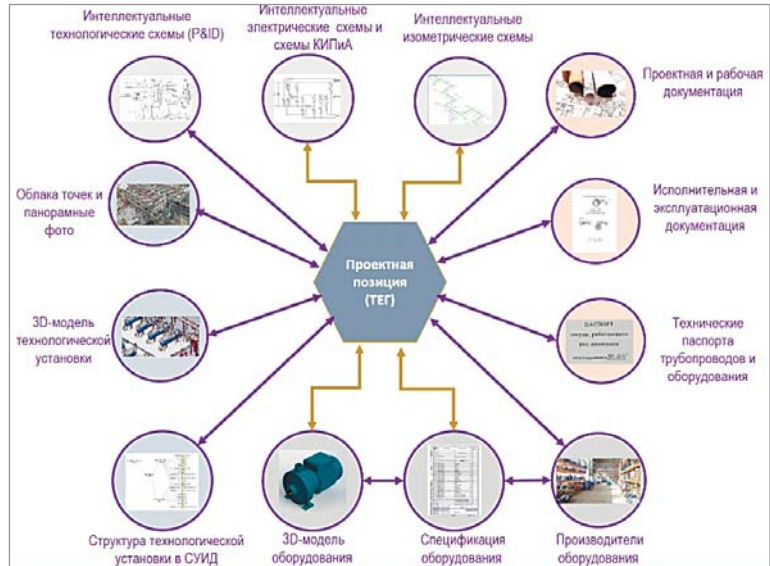 Интеллектуальные
технологические схемы (P&ID)
Интеллектуальные
электрические схемы и
схемы КИПиА
Интеллектуальные
изометрические схемы
Проектная и рабочая
документация
Облака точек и
панорамные
фото
Исполнительная и
эксплуатационная
документация
Проектная
позиция
(ТЕГ)
3D-модель
технологической
установки
ПАСПОРТ
Технические
паспорта
трубопроводов и
оборудования
Структура технологической
установки в СУИД
3D-модель
оборудования
Спецификация
оборудования
Производители
оборудования